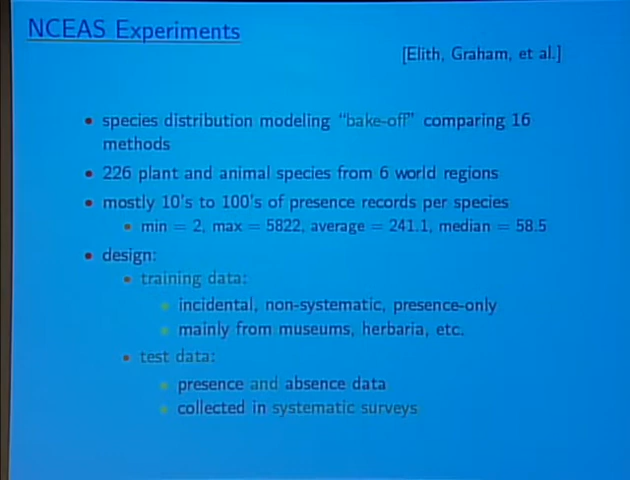 NCEAS Experiments
[Elith, Graham, et al.]
• species distribution modeling "bake-off" comparing 16
methods
• 226 plant and animal species from 6 world regions
• mostly 10's to 100's of presence records per species
• min = 2, max = 5822, average = 241.1, median = 58.5
• design:
• training data:
• incidental, non-systematic, presence-only
• mainly from museums, herbaria, etc.
• test data:
• presence and absence data
• collected in systematic surveys